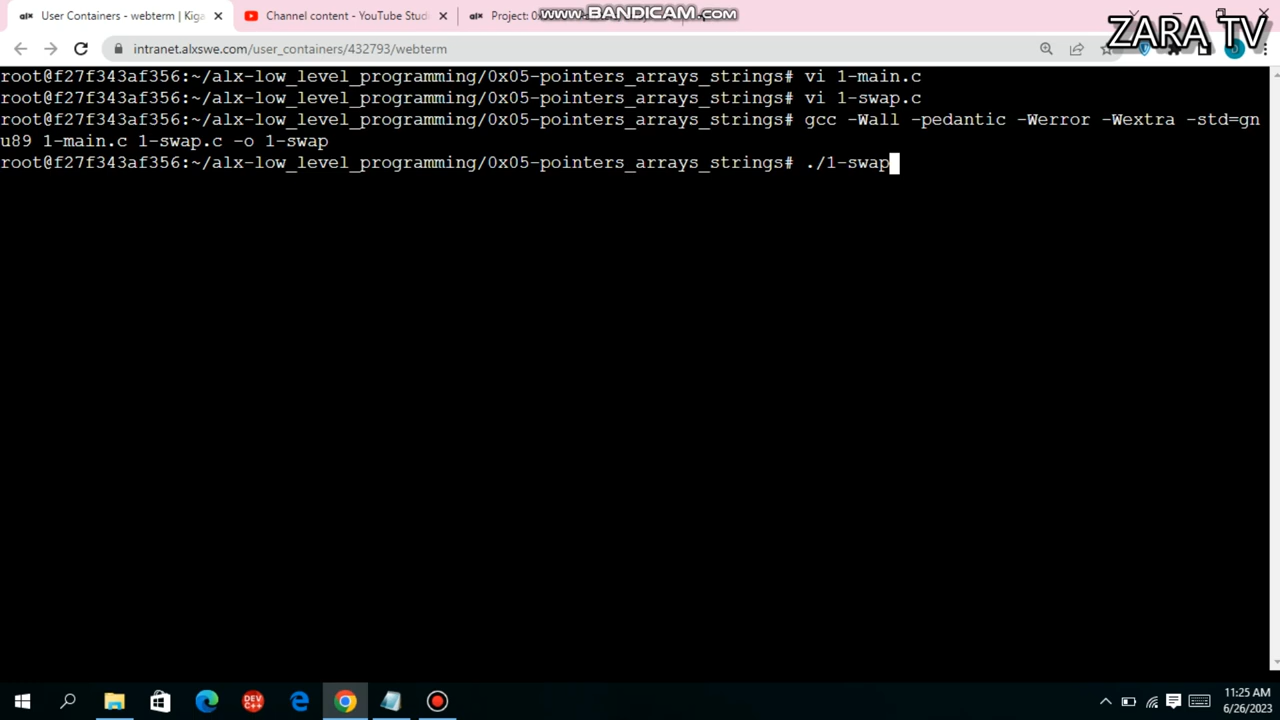 www.BANDICAM.com
User Containers - webterm | Kiga
Channel content - YouTube Studi
Project: 0
ZARA TV
intranet.alxswe.com/user_containers/432793/webterm
root@f27f343af356:~/alx-low_level_programming/0x05-pointers_arrays_strings# vi 1-main.c
root@f27f343af356:~/alx-low_level_programming/0x05-pointers_arrays_strings# vi 1-swap.c
root@f27f343af356:~/alx-low_level_programming/0x05-pointers_arrays_strings# gcc -Wall -pedantic -Werror -Wextra -std=gn
u89 1-main.c 1-swap.c -o 1-swap
root@f27f343af356:~/alx-low_level_programming/0x05-pointers_arrays_strings# ./1-swap
DEV
C++
11:25 AM
6/26/2023